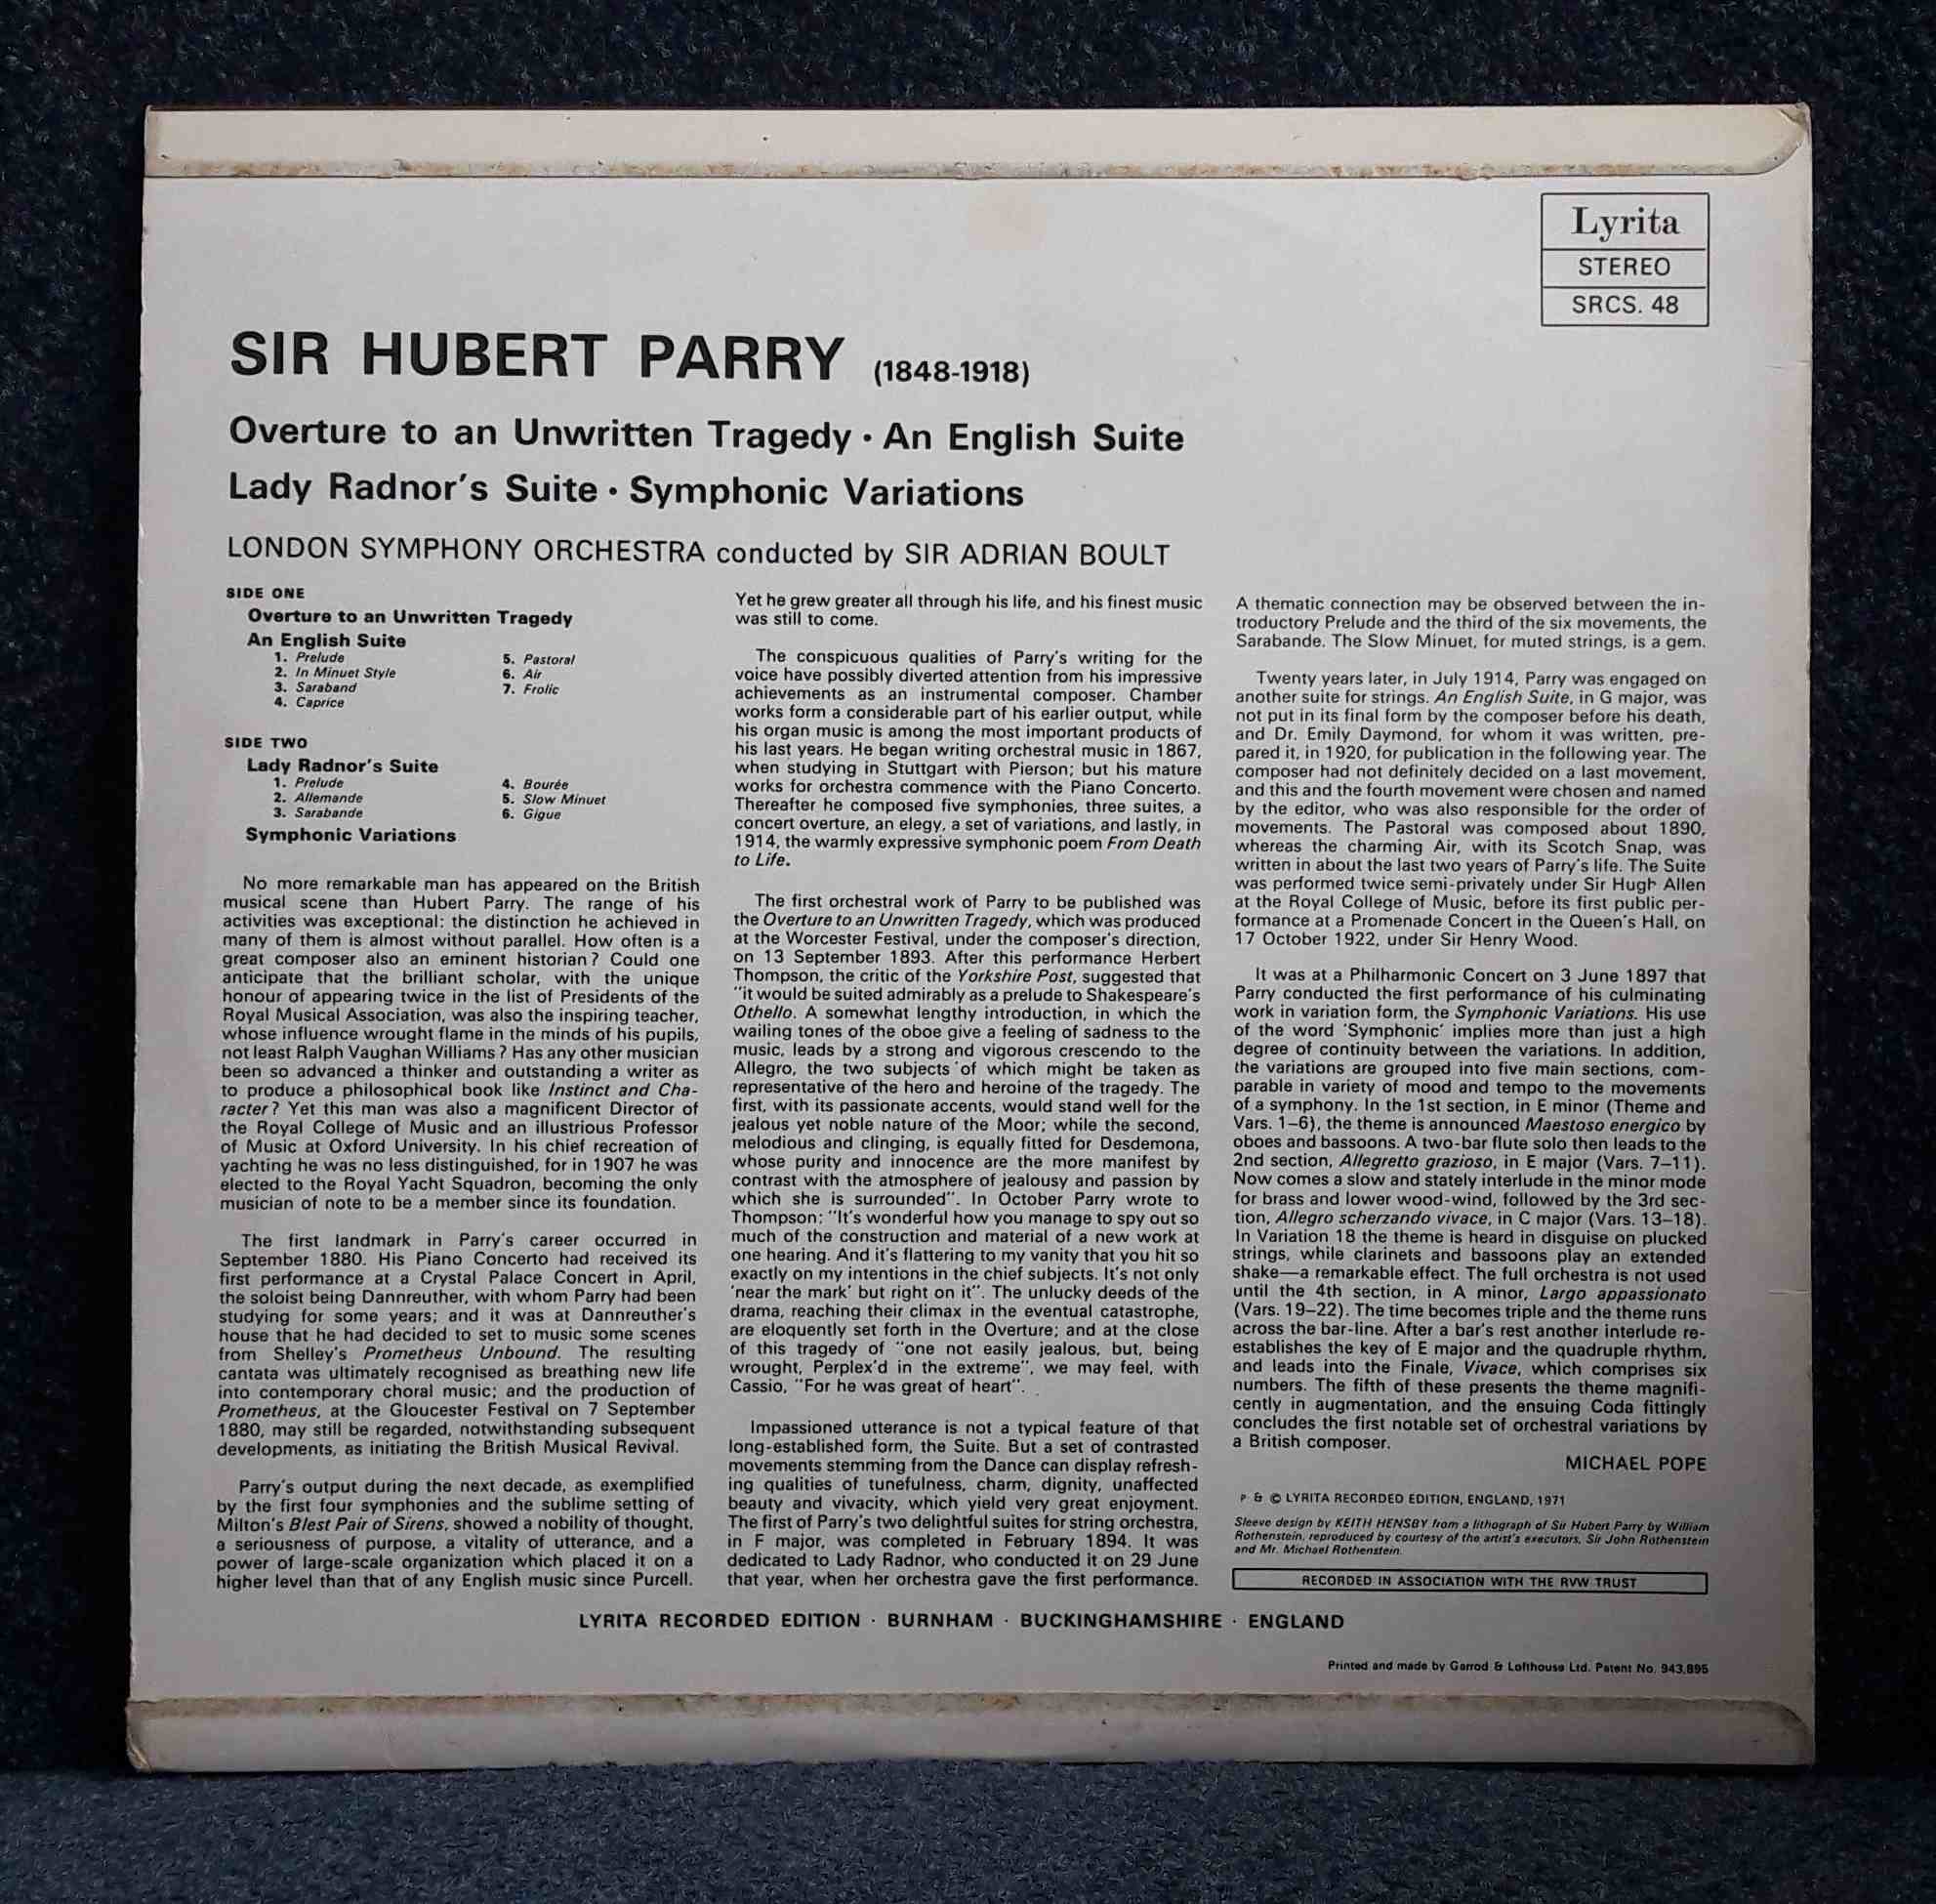 Lyrita
STEREO
SRCS. 48
SIR HUBERT PARRY (1848-1918)
Overture to an Unwritten Tragedy · An English Suite
Lady Radnor's Suite · Symphonic Variations
LONDON SYMPHONY ORCHESTRA conducted by SIR ADRIAN BOULT
SIDE ONE
Overture to an Unwritten Tragedy
An English Suite
1. Prelude
2. In Minuet Style
3. Saraband
4. Caprice
5. Pastoral
6. Air
7. Frolic
SIDE TWO
Lady Radnor's Suite
1. Prelude
2. Allemande
3. Sarabande
4. Bourée
5. Slow Minuet
6. Gigue
Symphonic Variations
No more remarkable man has appeared on the British
musical scene than Hubert Parry. The range of his
activities was exceptional: the distinction he achieved in
many of them is almost without parallel. How often is a
great composer also an eminent historian? Could one
anticipate that the brilliant scholar, with the unique
honour of appearing twice in the list of Presidents of the
Royal Musical Association, was also the inspiring teacher,
whose influence wrought flame in the minds of his pupils,
not least Ralph Vaughan Williams? Has any other musician
been so advanced a thinker and outstanding a writer as
to produce a philosophical book like Instinct and Cha-
racter? Yet this man was also a magnificent Director of
the Royal College of Music and an illustrious Professor
of Music at Oxford University. In his chief recreation of
yachting he was no less distinguished, for in 1907 he was
elected to the Royal Yacht Squadron, becoming the only
musician of note to be a member since its foundation.
The first landmark in Parry's career occurred in
September 1880. His Piano Concerto had received its
first performance at a Crystal Palace Concert in April,
the soloist being Dannreuther, with whom Parry had been
studying for some years; and it was at Dannreuther's
house that he had decided to set to music some scenes
from Shelley's Prometheus Unbound. The resulting
cantata was ultimately recognised as breathing new life
into contemporary choral music; and the production of
Prometheus, at the Gloucester Festival on 7 September
1880, may still be regarded, notwithstanding subsequent
developments, as initiating the British Musical Revival.
Parry's output during the next decade, as exemplified
by the first four symphonies and the sublime setting of
Milton's Blest Pair of Sirens, showed a nobility of thought,
a seriousness of purpose, a vitality of utterance, and a
power of large-scale organization which placed it on a
higher level than that of any English music since Purcell.
Yet he grew greater all through his life, and his finest music
was still to come.
The conspicuous qualities of Parry's writing for the
voice have possibly diverted attention from his impressive
achievements as an instrumental composer. Chamber
works form a considerable part of his earlier output, while
his organ music is among the most important products of
his last years. He began writing orchestral music in 1867,
when studying in Stuttgart with Pierson; but his mature
works for orchestra commence with the Piano Concerto.
Thereafter he composed five symphonies, three suites, a
concert overture, an elegy, a set of variations, and lastly, in
1914, the warmly expressive symphonic poem From Death
to Life.
The first orchestral work of Parry to be published was
the Overture to an Unwritten Tragedy, which was produced
at the Worcester Festival, under the composer's direction,
on 13 September 1893. After this performance Herbert
Thompson, the critic of the Yorkshire Post, suggested that
"it would be suited admirably as a prelude to Shakespeare's
Othello. A somewhat lengthy introduction, in which the
wailing tones of the oboe give a feeling of sadness to the
music, leads by a strong and vigorous crescendo to the
Allegro, the two subjects of which might be taken as
representative of the hero and heroine of the tragedy. The
first, with its passionate accents, would stand well for the
jealous yet noble nature of the Moor; while the second,
melodious and clinging, is equally fitted for Desdemona,
whose purity and innocence are the more manifest by
contrast with the atmosphere of jealousy and passion by
which she is surrounded". In October Parry wrote to
Thompson: "It's wonderful how you manage to spy out so
much of the construction and material of a new work at
one hearing. And it's flattering to my vanity that you hit so
exactly on my intentions in the chief subjects. It's not only
'near the mark' but right on it". The unlucky deeds of the
drama, reaching their climax in the eventual catastrophe,
are eloquently set forth in the Overture; and at the close
of this tragedy of "one not easily jealous, but, being
wrought, Perplex'd in the extreme", we may feel, with
Cassio, "For he was great of heart".
Impassioned utterance is not a typical feature of that
long-established form, the Suite. But a set of contrasted
movements stemming from the Dance can display refresh-
ing qualities of tunefulness, charm, dignity, unaffected
beauty and vivacity, which yield very great enjoyment.
The first of Parry's two delightful suites for string orchestra,
in F major, was completed in February 1894. It was
dedicated to Lady Radnor, who conducted it on 29 June
that year, when her orchestra gave the first performance.
A thematic connection may be observed between the in-
troductory Prelude and the third of the six movements, the
Sarabande. The Slow Minuet, for muted strings, is a gem.
Twenty years later, in July 1914, Parry was engaged on
another suite for strings. An English Suite, in G major, was
not put in its final form by the composer before his death,
and Dr. Emily Daymond, for whom it was written, pre-
pared it, in 1920, for publication in the following year. The
composer had not definitely decided on a last movement,
and this and the fourth movement were chosen and named
by the editor, who was also responsible for the order of
movements. The Pastoral was composed about 1890,
whereas the charming Air, with its Scotch Snap, was
written in about the last two years of Parry's life. The Suite
was performed twice semi-privately under Sir Hugh Allen
at the Royal College of Music, before its first public per-
formance at a Promenade Concert in the Queen's Hall, on
17 October 1922, under Sir Henry Wood.
It was at a Philharmonic Concert on 3 June 1897 that
Parry conducted the first performance of his culminating
work in variation form, the Symphonic Variations. His use
of the word 'Symphonic' implies more than just a high
degree of continuity between the variations. In addition,
the variations are grouped into five main sections, com-
parable in variety of mood and tempo to the movements
of a symphony. In the 1st section, in E minor (Theme and
Vars. 1–6), the theme is announced Maestoso energico by
oboes and bassoons. A two-bar flute solo then leads to the
2nd section, Allegretto grazioso, in E major (Vars. 7–11).
Now comes a slow and stately interlude in the minor mode
for brass and lower wood-wind, followed by the 3rd sec-
tion, Allegro scherzando vivace, in C major (Vars. 13–18).
In Variation 18 the theme is heard in disguise on plucked
strings, while clarinets and bassoons play an extended
shake—a remarkable effect. The full orchestra is not used
until the 4th section, in A minor, Largo appassionato
(Vars. 19–22). The time becomes triple and the theme runs
across the bar-line. After a bar's rest another interlude re-
establishes the key of E major and the quadruple rhythm,
and leads into the Finale, Vivace, which comprises six
numbers. The fifth of these presents the theme magnifi-
cently in augmentation, and the ensuing Coda fittingly
concludes the first notable set of orchestral variations by
a British composer.
MICHAEL POPE
P & © LYRITA RECORDED EDITION, ENGLAND, 1971
Sleeve design by KEITH HENSBY from a lithograph of Sir Hubert Parry by William
Rothenstein, reproduced by courtesy of the artist's executors, Sir John Rothenstein
and Mr. Michael Rothenstein.
RECORDED IN ASSOCIATION WITH THE RVW TRUST
LYRITA RECORDED EDITION · BURNHAM · BUCKINGHAMSHIRE · ENGLAND
Printed and made by Garrod & Lofthouse Ltd. Patent No. 943,895